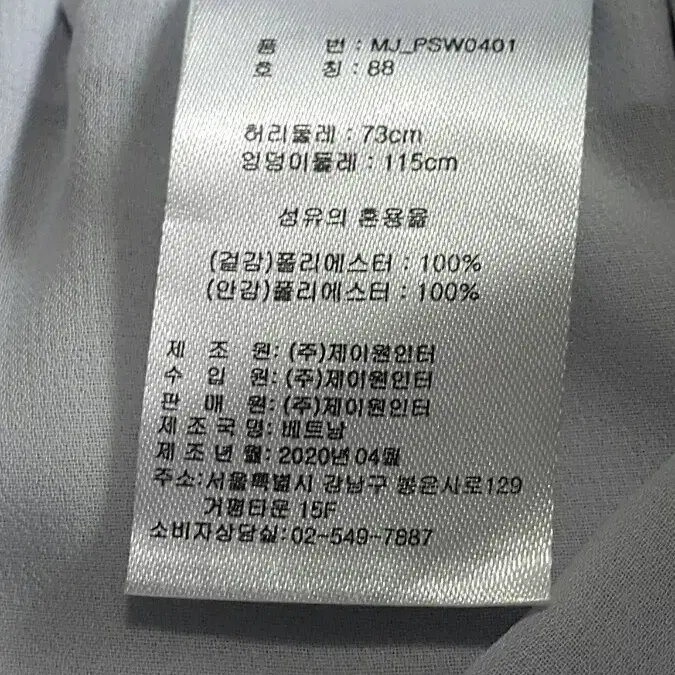 품 번 : MJ_PSW0401
호 칭 : 88
허리둘레 : 73cm
엉덩이둘레 : 115cm
섬유의 혼용율
(겉감)폴리에스터 : 100%
(안감)폴리에스터 : 100%
제 조 원: (주)제이원인터
수 입 원: (주)제이원인터
판 매 원: (주)제이원인터
제 조 국 명: 베트남
제 조 년 월: 2020년 04월
주소:서울특별시 강남구 봉은사로129
거평타운 15F
소비자상담실:02-549-7887